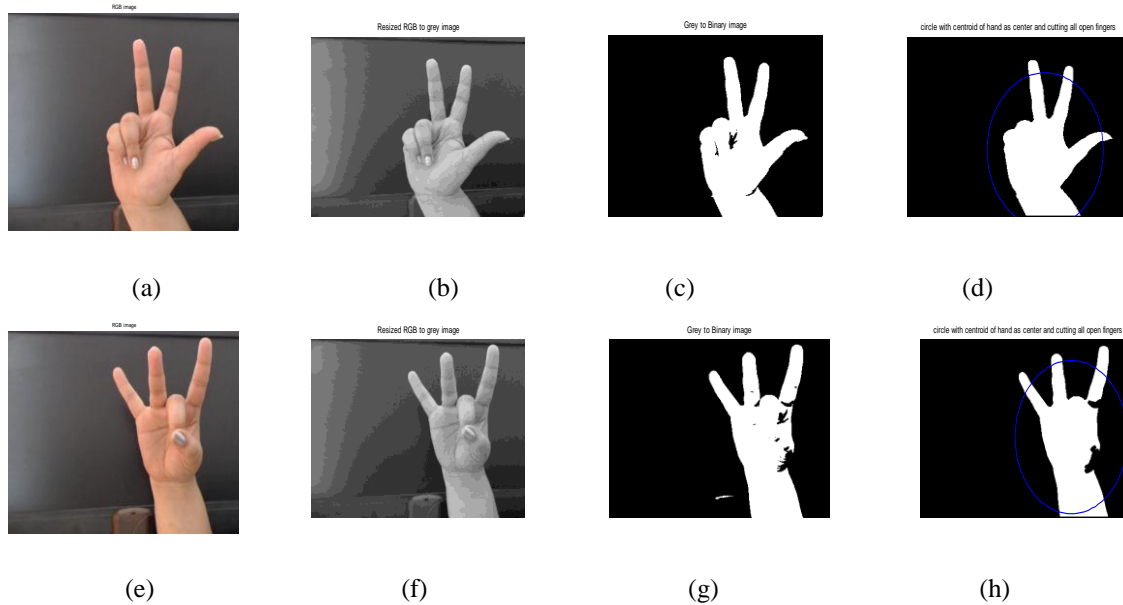 RGB image
Resized RGB to grey image
Grey to Binary image
circle with centroid of hand as center and cutting all open fingers
(a)
(b)
(c)
(d)
RGB image
Resized RGB to grey image
Grey to Binary image
circle with centroid of hand as center and cutting all open fingers
(e)
(f)
(g)
(h)